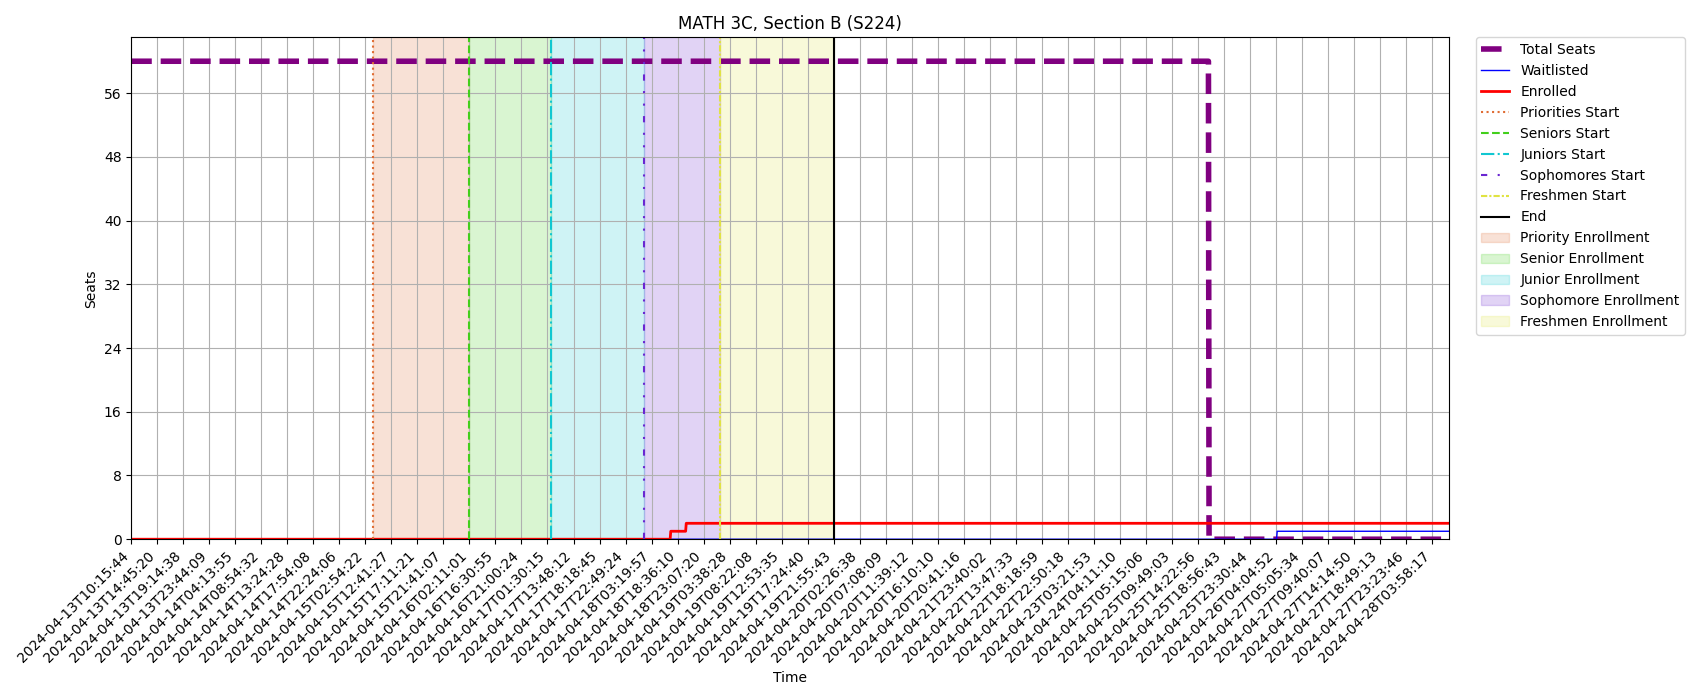 MATH 3C, Section B (S224)
Total Seats
Waitlisted
Enrolled
Priorities Start
Seniors Start
Juniors Start
Sophomores Start
Freshmen Start
End
Priority Enrollment
Senior Enrollment
Junior Enrollment
Sophomore Enrollment
Freshmen Enrollment
Seats
56
48
40
32
24
16
8
0
2024-04-13T10:15:44
2024-04-13T14:45:20
2024-04-13T19:14:38
2024-04-13T23:44:09
2024-04-14T04:13:55
2024-04-14T08:54:32
2024-04-14T13:24:28
2024-04-14T17:54:08
2024-04-14T22:24:06
2024-04-15T02:54:22
2024-04-15T12:41:27
2024-04-15T17:11:21
2024-04-15T21:41:07
2024-04-16T02:11:01
2024-04-16T16:30:55
2024-04-16T21:00:24
2024-04-17T01:30:15
2024-04-17T13:48:12
2024-04-17T18:18:45
2024-04-17T22:49:24
2024-04-18T03:19:57
2024-04-18T18:36:10
2024-04-18T23:07:20
2024-04-19T03:38:28
2024-04-19T08:22:08
2024-04-19T12:53:35
2024-04-19T17:24:40
2024-04-19T21:55:43
2024-04-20T02:26:38
2024-04-20T07:08:09
2024-04-20T11:39:12
2024-04-20T16:10:10
2024-04-20T20:41:16
2024-04-21T23:40:02
2024-04-22T13:47:33
2024-04-22T18:18:59
2024-04-22T22:50:18
2024-04-23T03:21:53
2024-04-24T04:11:10
2024-04-25T05:15:06
2024-04-25T09:49:03
2024-04-25T14:22:56
2024-04-25T18:56:43
2024-04-25T23:30:44
2024-04-26T04:04:52
2024-04-27T05:05:34
2024-04-27T09:40:07
2024-04-27T14:14:50
2024-04-27T18:49:13
2024-04-27T23:23:46
2024-04-28T03:58:17
Time